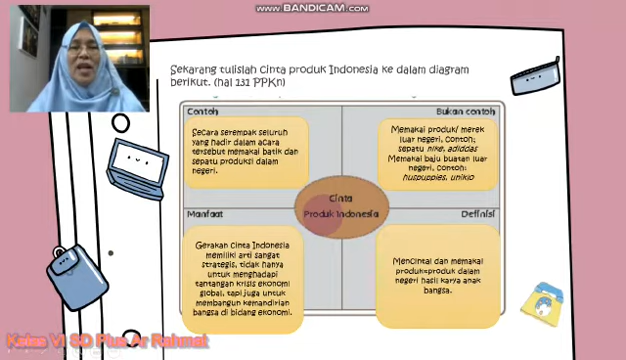 www.BANDICAM.com
Sekarang tulislah Cinta produk Indonesia ke dalam diagram
berikut. (hal 131 PPKn)
Contoh
Bukan contoh
Secara serempak seluruh
yang hadir dalam acara
tersebut memakai batik dan
sepatu produksi dalam
negeri.
Memakai produk/ merek
luar negeri, contoh:
sepatu nike, adiddas
Memakai baju buatan luar
negeri, contoh:
huspuppies, uniklo
Cinta
Produk Indonesia
Manfaat
Definisi
Gerakan Cinta Indonesia
memiliki arti sangat
strategis, tidak hanya
untuk menghadapi
tantangan krisis ekonomi
global, tapi juga untuk
membangun kemandirian
bangsa di bidang ekonomi.
Mencintai dan memakai
produk=produk dalam
negeri hasil karya anak
bangsa.
Kelas VI SD Plus Ar Rahmat